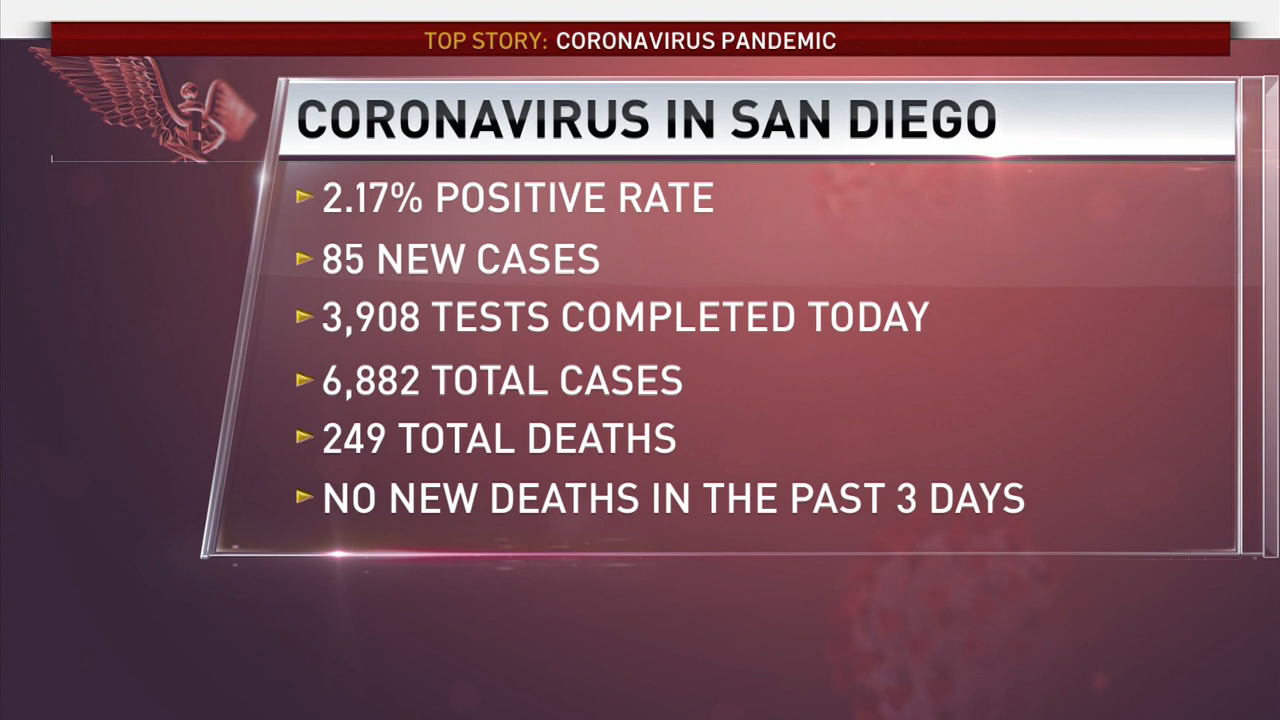 TOP STORY: CORONAVIRUS PANDEMIC
CORONAVIRUS IN SAN DIEGO
2.17% POSITIVE RATE
85 NEW CASES
3,908 TESTS COMPLETED TODAY
6,882 TOTAL CASES
249 TOTAL DEATHS
NO NEW DEATHS IN THE PAST 3 DAYS